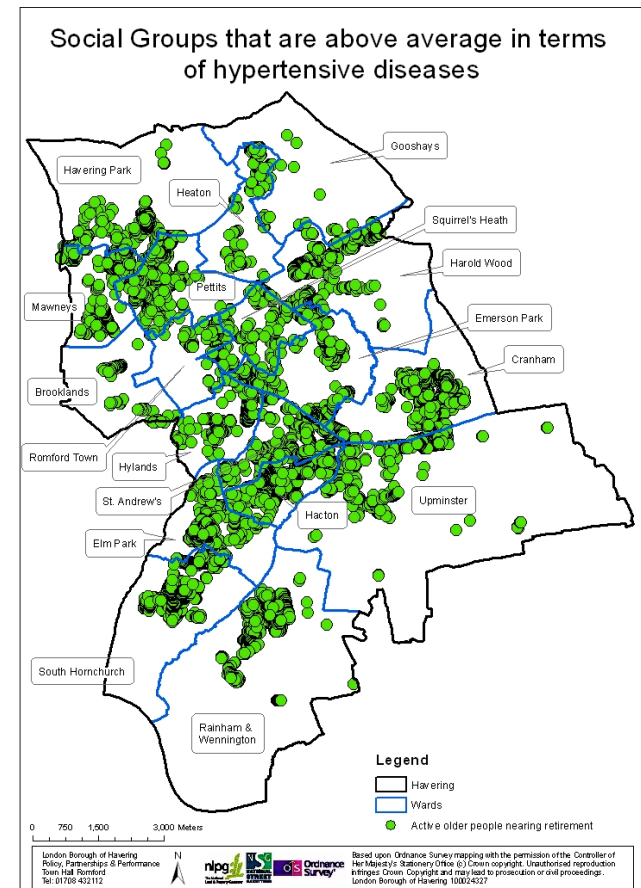 Social Groups that are above average in terms
of hypertensive diseases
Gooshays
Havering Park
Heaton
Squirrel's Heath
Harold Wood
Pettits
Mawneys
Emerson Park
Cranham
Brooklands
Romford Town
Hylands
St. Andrew's
Upminster
Hacton
Elm Park
South Hornchurch
Rainham &
Wennington
Legend
Havering
Wards
Active older people nearing retirement
0 750 1,500 3,000 Meters
London Borough of Havering
Policy, Partnerships & Performance
Town Hall Romford
Tel: 01708 432112
N
nlpg
NSG
OS Ordnance
Survey
Based upon Ordnance Survey mapping with the permission of the Controller of
Her Majesty's Stationery Office (c) Crown copyright. Unauthorised reproduction
infringes Crown Copyright and may lead to prosecution or civil proceedings.
London Borough of Havering 100024327